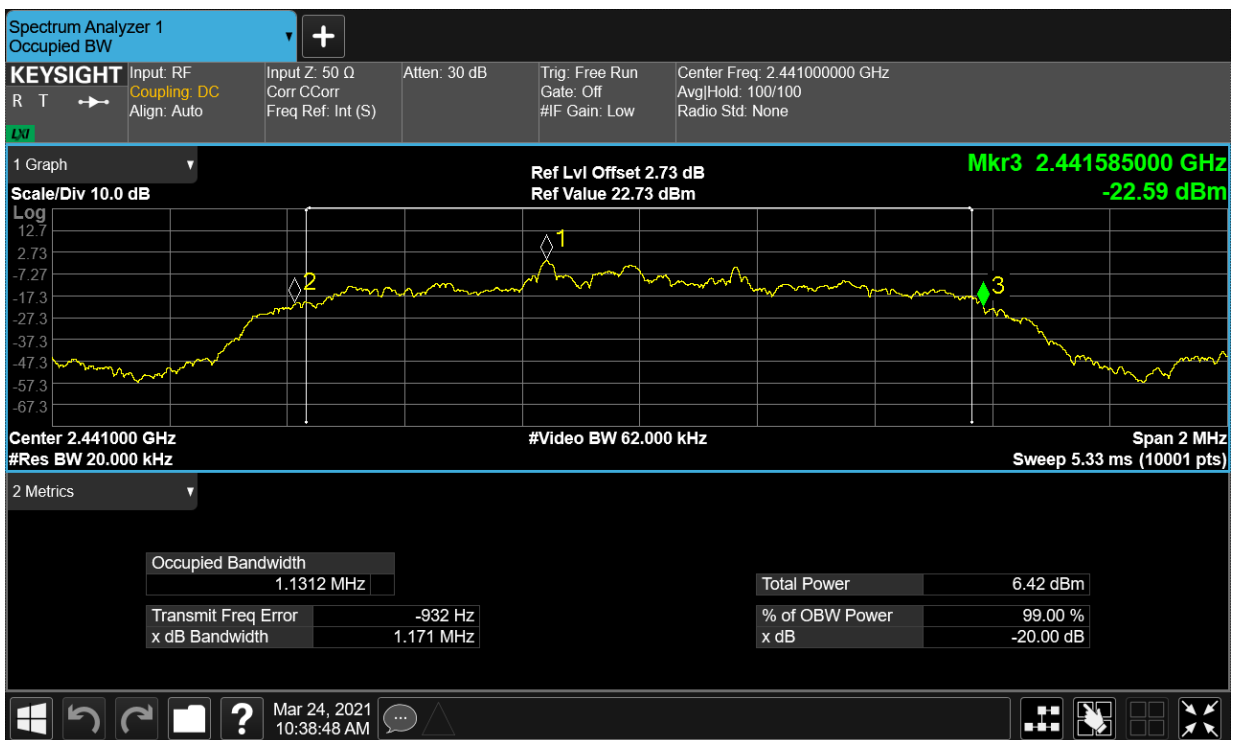 Spectrum Analyzer 1
Occupied BW
▼
+
KEYSIGHT
R T
LXI
Input: RF
Coupling: DC
Align: Auto
Input Z: 50 Ω
Corr CCorr
Freq Ref: Int (S)
Atten: 30 dB
Trig: Free Run
Gate: Off
#IF Gain: Low
Center Freq: 2.441000000 GHz
Avg|Hold: 100/100
Radio Std: None
1 Graph ▼
Scale/Div 10.0 dB
Ref Lvl Offset 2.73 dB
Ref Value 22.73 dBm
Mkr3 2.441585000 GHz
-22.59 dBm
Log
12.7
2.73
-7.27
-17.3
-27.3
-37.3
-47.3
-57.3
-67.3
1
2
3
Center 2.441000 GHz
#Res BW 20.000 kHz
#Video BW 62.000 kHz
Span 2 MHz
Sweep 5.33 ms (10001 pts)
2 Metrics ▼
Occupied Bandwidth
1.1312 MHz
Transmit Freq Error -932 Hz
x dB Bandwidth 1.171 MHz
Total Power 6.42 dBm
% of OBW Power 99.00 %
x dB -20.00 dB
?
Mar 24, 2021
10:38:48 AM